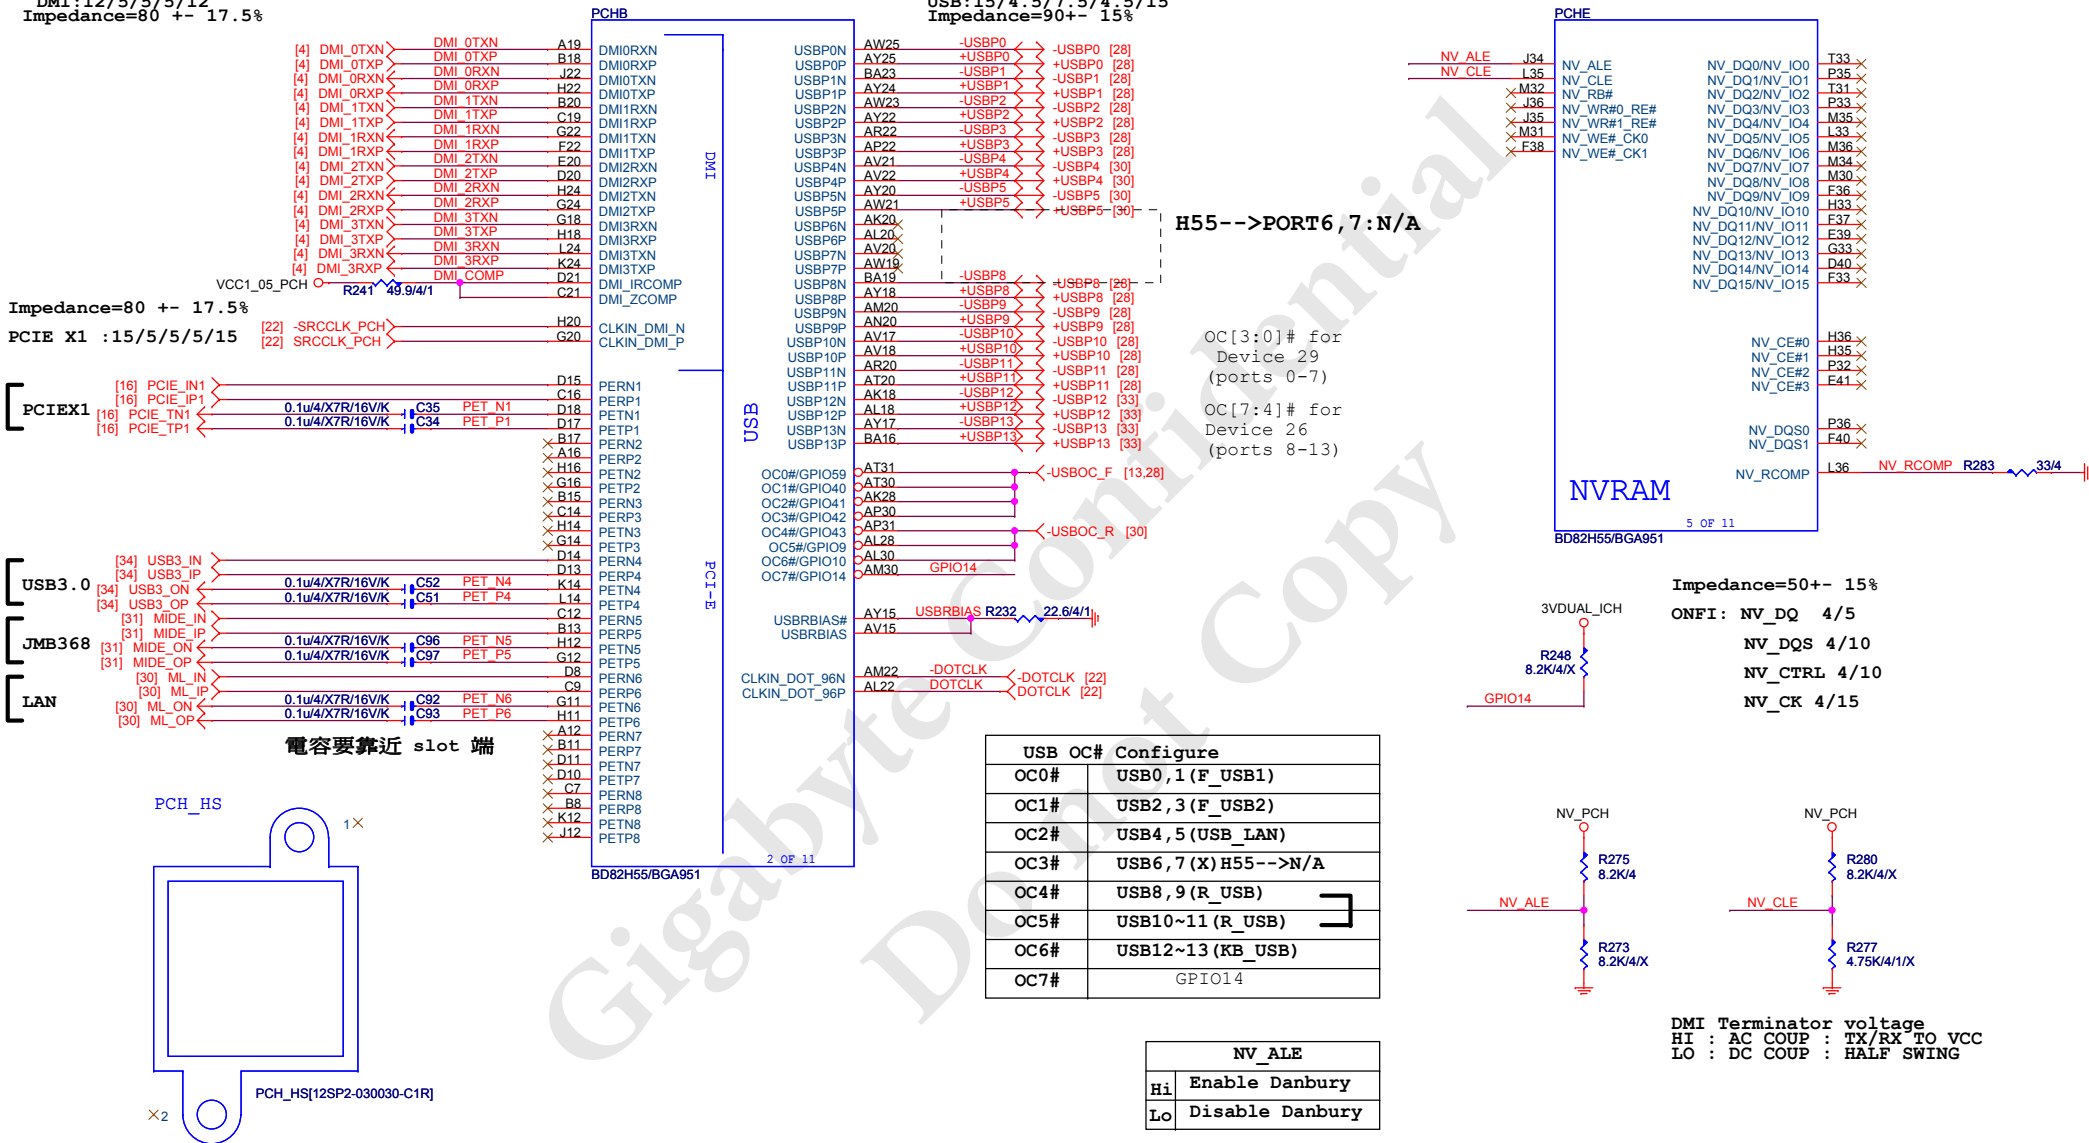 DMI:12/5/5/5/12
Impedance=80 +- 17.5%
USB:15/4.5/7.5/4.5/15
Impedance=90+- 15%
PCHB
[4] DMI_0TXN DMI_0TXN A19 DMI0RXN
[4] DMI_0TXP DMI_0TXP B18 DMI0RXP
[4] DMI_0RXN DMI_0RXN J22 DMI0TXN
[4] DMI_0RXP DMI_0RXP H22 DMI0TXP
[4] DMI_1TXN DMI_1TXN B20 DMI1RXN
[4] DMI_1TXP DMI_1TXP C19 DMI1RXP
[4] DMI_1RXN DMI_1RXN G22 DMI1TXN
[4] DMI_1RXP DMI_1RXP F22 DMI1TXP
[4] DMI_2TXN DMI_2TXN E20 DMI2RXN
[4] DMI_2TXP DMI_2TXP D20 DMI2RXP
[4] DMI_2RXN DMI_2RXN H24 DMI2TXN
[4] DMI_2RXP DMI_2RXP G24 DMI2TXP
[4] DMI_3TXN DMI_3TXN G18 DMI3RXN
[4] DMI_3TXP DMI_3TXP H18 DMI3RXP
[4] DMI_3RXN DMI_3RXN L24 DMI3TXN
[4] DMI_3RXP DMI_3RXP K24 DMI3TXP
VCC1_05_PCH R241 49.9/4/1 DMI_COMP D21 DMI_IRCOMP
C21 DMI_ZCOMP
Impedance=80 +- 17.5%
PCIE X1 :15/5/5/5/15
[22] -SRCCLK_PCH H20 CLKIN_DMI_N
[22] SRCCLK_PCH G20 CLKIN_DMI_P
DMI
PCIEX1
[16] PCIE_IN1 D15 PERN1
[16] PCIE_IP1 C16 PERP1
[16] PCIE_TN1 0.1u/4/X7R/16V/K C35 PET_N1 D18 PETN1
[16] PCIE_TP1 0.1u/4/X7R/16V/K C34 PET_P1 D17 PETP1
B17 PERN2
A16 PERP2
H16 PETN2
G16 PETP2
B15 PERN3
C14 PERP3
H14 PETN3
G14 PETP3
USB3.0
[34] USB3_IN D14 PERN4
[34] USB3_IP D13 PERP4
[34] USB3_ON 0.1u/4/X7R/16V/K C52 PET_N4 K14 PETN4
[34] USB3_OP 0.1u/4/X7R/16V/K C51 PET_P4 L14 PETP4
JMB368
[31] MIDE_IN C12 PERN5
[31] MIDE_IP B13 PERP5
[31] MIDE_ON 0.1u/4/X7R/16V/K C96 PET_N5 H12 PETN5
[31] MIDE_OP 0.1u/4/X7R/16V/K C97 PET_P5 G12 PETP5
LAN
[30] ML_IN D8 PERN6
[30] ML_IP C9 PERP6
[30] ML_ON 0.1u/4/X7R/16V/K C92 PET_N6 G11 PETN6
[30] ML_OP 0.1u/4/X7R/16V/K C93 PET_P6 H11 PETP6
A12 PERN7
B11 PERP7
D11 PETN7
D10 PETP7
C7 PERN8
B8 PERP8
K12 PETN8
J12 PETP8
PCI-E
電容要靠近 slot 端
USB
USBP0N AW25 -USBP0 -USBP0 [28]
USBP0P AY25 +USBP0 +USBP0 [28]
USBP1N BA23 -USBP1 -USBP1 [28]
USBP1P AY24 +USBP1 +USBP1 [28]
USBP2N AW23 -USBP2 -USBP2 [28]
USBP2P AY22 +USBP2 +USBP2 [28]
USBP3N AR22 -USBP3 -USBP3 [28]
USBP3P AP22 +USBP3 +USBP3 [28]
USBP4N AV21 -USBP4 -USBP4 [30]
USBP4P AV22 +USBP4 +USBP4 [30]
USBP5N AY20 -USBP5 -USBP5 [30]
USBP5P AW21 +USBP5 +USBP5 [30]
USBP6N AK20
USBP6P AL20
USBP7N AV20
USBP7P AW19
H55-->PORT6,7:N/A
USBP8N BA19 -USBP8 -USBP8 [28]
USBP8P AY18 +USBP8 +USBP8 [28]
USBP9N AM20 -USBP9 -USBP9 [28]
USBP9P AN20 +USBP9 +USBP9 [28]
USBP10N AV17 -USBP10 -USBP10 [28]
USBP10P AV18 +USBP10 +USBP10 [28]
USBP11N AR20 -USBP11 -USBP11 [28]
USBP11P AT20 +USBP11 +USBP11 [28]
USBP12N AK18 -USBP12 -USBP12 [33]
USBP12P AL18 +USBP12 +USBP12 [33]
USBP13N AY17 -USBP13 -USBP13 [33]
USBP13P BA16 +USBP13 +USBP13 [33]
OC[3:0]# for
Device 29
(ports 0-7)
OC[7:4]# for
Device 26
(ports 8-13)
OC0#/GPIO59 AT31 -USBOC_F [13,28]
OC1#/GPIO40 AT30
OC2#/GPIO41 AK28
OC3#/GPIO42 AP30
OC4#/GPIO43 AP31 -USBOC_R [30]
OC5#/GPIO9 AL28
OC6#/GPIO10 AL30
OC7#/GPIO14 AM30 GPIO14
USBRBIAS# AY15 USBRBIAS R232 22.6/4/1
USBRBIAS AV15
CLKIN_DOT_96N AM22 -DOTCLK -DOTCLK [22]
CLKIN_DOT_96P AL22 DOTCLK DOTCLK [22]
2 OF 11
BD82H55/BGA951
PCHE
NV_ALE J34 NV_ALE
NV_CLE L35 NV_CLE
M32 NV_RB#
J36 NV_WR#0_RE#
J35 NV_WR#1_RE#
M31 NV_WE#_CK0
F38 NV_WE#_CK1
NV_DQ0/NV_IO0 T33
NV_DQ1/NV_IO1 P35
NV_DQ2/NV_IO2 T31
NV_DQ3/NV_IO3 P33
NV_DQ4/NV_IO4 M35
NV_DQ5/NV_IO5 L33
NV_DQ6/NV_IO6 M36
NV_DQ7/NV_IO7 M34
NV_DQ8/NV_IO8 M30
NV_DQ9/NV_IO9 F36
NV_DQ10/NV_IO10 H33
NV_DQ11/NV_IO11 F37
NV_DQ12/NV_IO12 E39
NV_DQ13/NV_IO13 G33
NV_DQ14/NV_IO14 D40
NV_DQ15/NV_IO15 F33
NV_CE#0 H36
NV_CE#1 H35
NV_CE#2 P32
NV_CE#3 E41
NV_DQS0 P36
NV_DQS1 F40
NV_RCOMP L36 NV_RCOMP R283 33/4
NVRAM
5 OF 11
BD82H55/BGA951
Impedance=50+- 15%
ONFI: NV_DQ 4/5
NV_DQS 4/10
NV_CTRL 4/10
NV_CK 4/15
3VDUAL_ICH
R248
8.2K/4/X
GPIO14
USB OC# Configure
OC0# USB0,1(F_USB1)
OC1# USB2,3(F_USB2)
OC2# USB4,5(USB_LAN)
OC3# USB6,7(X)H55-->N/A
OC4# USB8,9(R_USB)
OC5# USB10~11(R_USB)
OC6# USB12~13(KB_USB)
OC7# GPIO14
NV_PCH
R275
8.2K/4
NV_ALE
R273
8.2K/4/X
NV_PCH
R280
8.2K/4/X
NV_CLE
R277
4.75K/4/1/X
DMI Terminator voltage
HI : AC COUP : TX/RX TO VCC
LO : DC COUP : HALF SWING
NV_ALE
Hi Enable Danbury
Lo Disable Danbury
PCH_HS
1
2
PCH_HS[12SP2-030030-C1R]
Gigabyte Confidential
Do not Copy